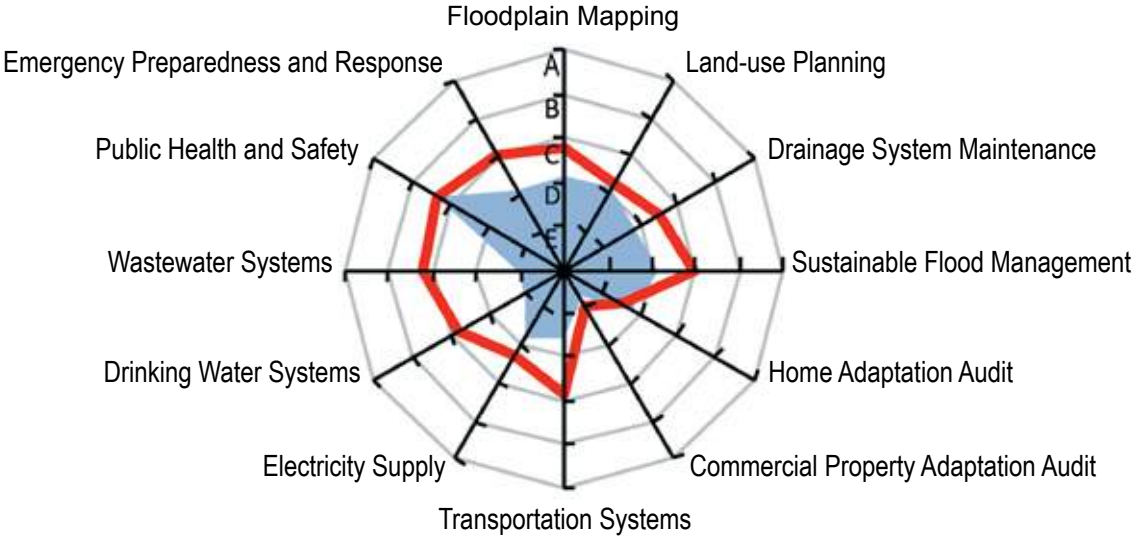 Floodplain Mapping
Emergency Preparedness and Response
Land-use Planning
A
B
Public Health and Safety
Drainage System Maintenance
C
D
E
Wastewater Systems
Sustainable Flood Management
Drinking Water Systems
Home Adaptation Audit
Electricity Supply
Commercial Property Adaptation Audit
Transportation Systems